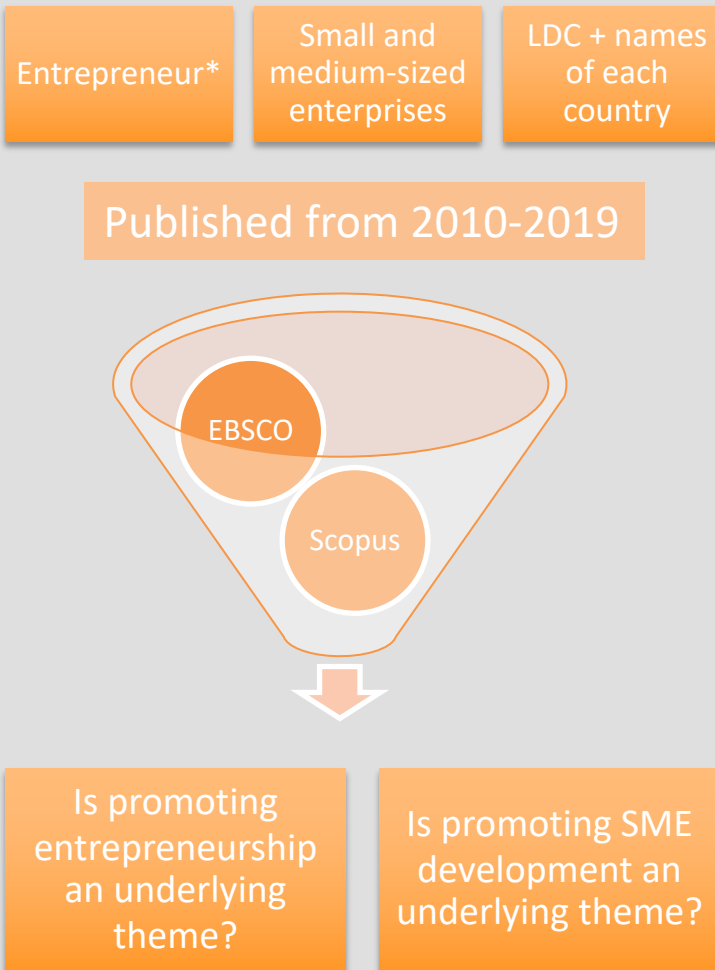 Entrepreneur*
Small and
medium-sized
enterprises
LDC + names
of each
country
Published from 2010-2019
EBSCO
Scopus
Is promoting
entrepreneurship
an underlying
theme?
Is promoting SME
development an
underlying theme?